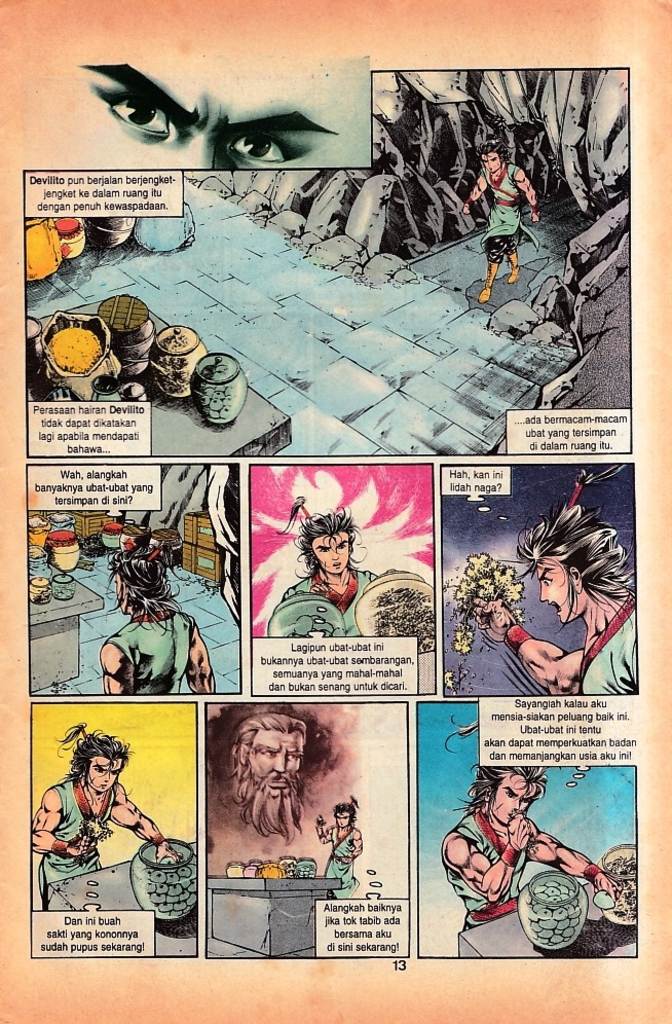 Devilito pun berjalan berjengket-
jengket ke dalam ruang itu
dengan penuh kewaspadaan.
Perasaan hairan Devilito
tidak dapat dikatakan
lagi apabila mendapati
bahawa...
....ada bermacam-macam
ubat yang tersimpan
di dalam ruang itu.
Wah, alangkah
banyaknya ubat-ubat yang
tersimpan di sini?
Lagipun ubat-ubat ini
bukannya ubat-ubat sembarangan,
semuanya yang mahal-mahal
dan bukan senang untuk dicari.
Hah, kan ini
lidah naga?
Dan ini buah
sakti yang kononnya
sudah pupus sekarang!
Alangkah baiknya
jika tok tabib ada
bersama aku
di sini sekarang!
Sayangiah kalau aku
mensia-siakan peluang baik ini.
Ubat-ubat ini tentu
akan dapat memperkuatkan badan
dan memanjangkan usia aku ini!
13